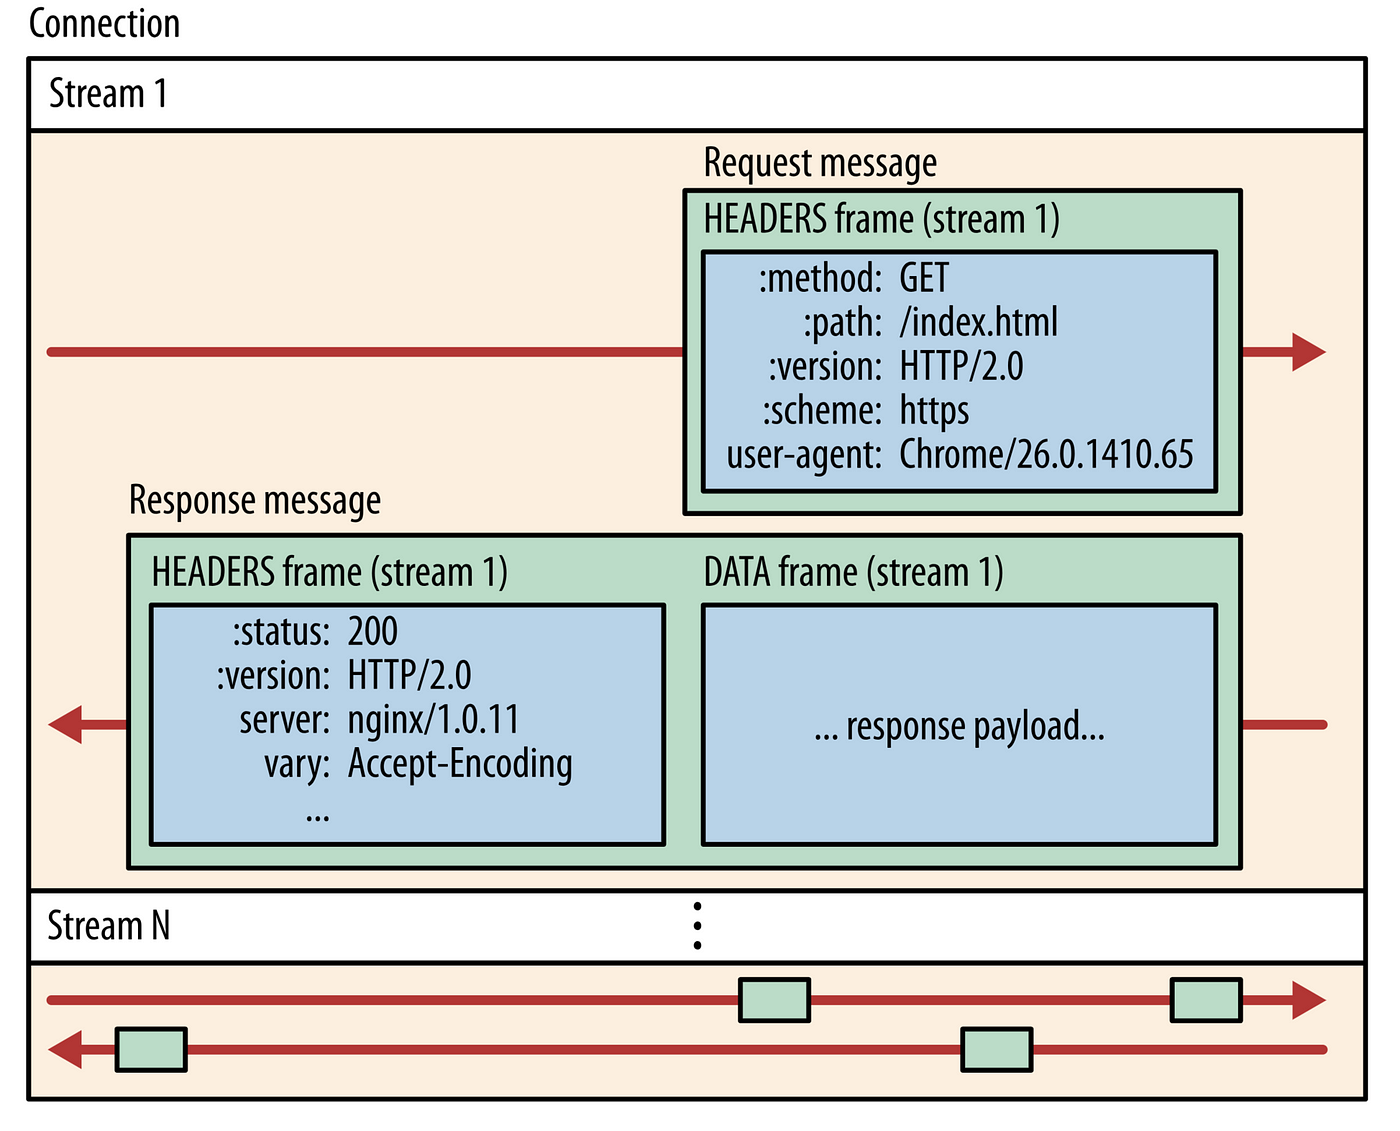 Connection
Stream 1
Request message
HEADERS frame (stream 1)
:method: GET
:path: /index.html
:version: HTTP/2.0
:scheme: https
user-agent: Chrome/26.0.1410.65
Response message
HEADERS frame (stream 1)
:status: 200
:version: HTTP/2.0
server: nginx/1.0.11
vary: Accept-Encoding
...
DATA frame (stream 1)
... response payload...
Stream N